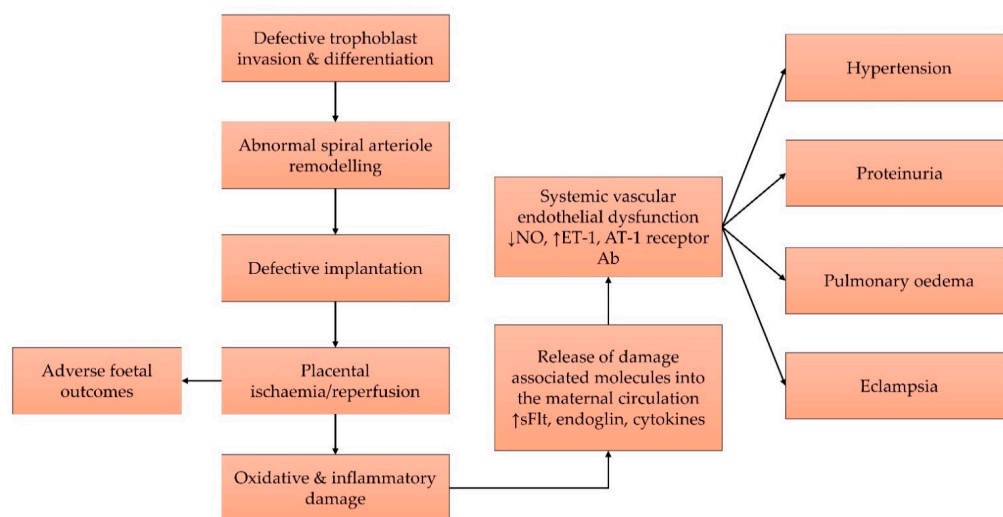 Defective trophoblast
invasion & differentiation
Abnormal spiral arteriole
remodelling
Defective implantation
Adverse foetal
outcomes
Placental
ischaemia/reperfusion
Oxidative & inflammatory
damage
Release of damage
associated molecules into
the maternal circulation
↑sFlt, endoglin, cytokines
Systemic vascular
endothelial dysfunction
↓NO, ↑ET-1, AT-1 receptor
Ab
Hypertension
Proteinuria
Pulmonary oedema
Eclampsia